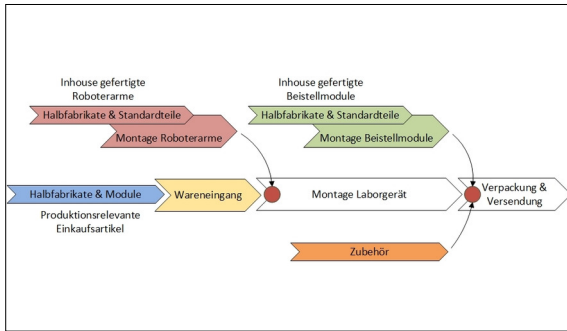 Inhouse gefertigte
Roboterarme
Halbfabrikate & Standardteile
Montage Roboterarme
Inhouse gefertigte
Beistellmodule
Halbfabrikate & Standardteile
Montage Beistellmodule
Halbfabrikate & Module
Wareneingang
Montage Laborgerät
Verpackung &
Versendung
Produktionsrelevante
Einkaufsartikel
Zubehör